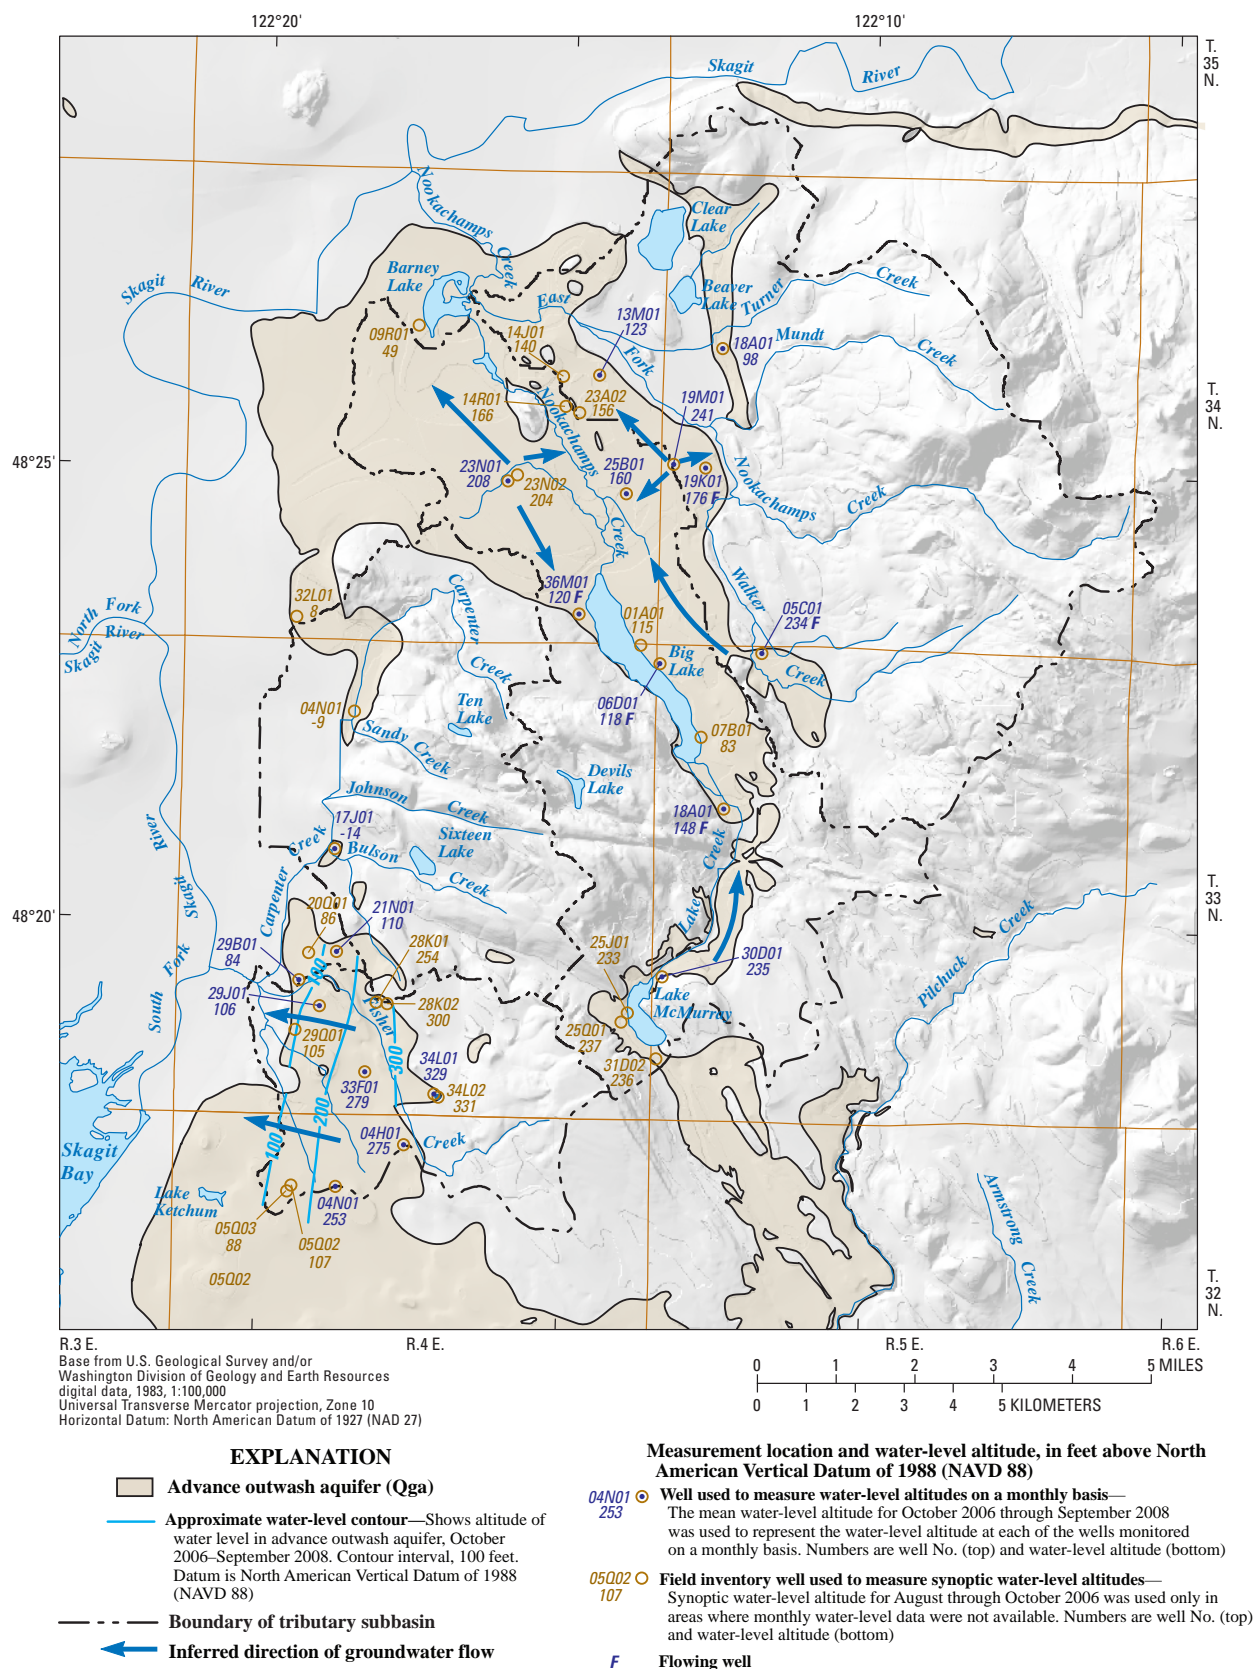 122°20'
122°10'
T.
35
N.
Skagit
River
Nookachamps
Creek
Clear
Lake
Barney
Lake
Skagit
River
East
Fork
Beaver
Lake
Turner
Creek
Mundt
Creek
13M01
123
14J01
140
09R01
49
18A01
98
14R01
166
23A02
156
19M01
241
T.
34
N.
Nookachamps
Creek
48°25'
23N01
208
23N02
204
25B01
160
19K01
176 F
Nookachamps
Creek
36M01
120 F
Carpenter
Creek
Walker
Creek
32L01
8
North Fork
Skagit River
01A01
115
05C01
234 F
Big
Lake
04N01
-9
Ten
Lake
06D01
118 F
Sandy Creek
07B01
83
Devils
Lake
Johnson
Creek
17J01
-14
18A01
148 F
Bulson
Creek
Sixteen
Lake
Carpenter
Creek
South
Fork
Skagit
River
Lake
Creek
48°20'
T.
33
N.
20Q01
86
21N01
110
28K01
254
29B01
84
25J01
233
30D01
235
Pilchuck
Creek
29J01
106
100
Fisher
28K02
300
Lake
McMurray
29Q01
105
25Q01
237
300
34L01
329
31D02
236
33F01
279
34L02
331
200
100
04H01
275
Creek
Skagit
Bay
Lake
Ketchum
04N01
253
05Q03
88
05Q02
107
05Q02
Armstrong
Creek
T.
32
N.
R.3 E.
R.4 E.
R.5 E.
R.6 E.
Base from U.S. Geological Survey and/or
Washington Division of Geology and Earth Resources
digital data, 1983, 1:100,000
Universal Transverse Mercator projection, Zone 10
Horizontal Datum: North American Datum of 1927 (NAD 27)
0 1 2 3 4 5 MILES
0 1 2 3 4 5 KILOMETERS
EXPLANATION
Advance outwash aquifer (Qga)
Approximate water-level contour—Shows altitude of
water level in advance outwash aquifer, October
2006–September 2008. Contour interval, 100 feet.
Datum is North American Vertical Datum of 1988
(NAVD 88)
Boundary of tributary subbasin
Inferred direction of groundwater flow
Measurement location and water-level altitude, in feet above North
American Vertical Datum of 1988 (NAVD 88)
04N01
253
Well used to measure water-level altitudes on a monthly basis—
The mean water-level altitude for October 2006 through September 2008
was used to represent the water-level altitude at each of the wells monitored
on a monthly basis. Numbers are well No. (top) and water-level altitude (bottom)
05Q02
107
Field inventory well used to measure synoptic water-level altitudes—
Synoptic water-level altitude for August through October 2006 was used only in
areas where monthly water-level data were not available. Numbers are well No. (top)
and water-level altitude (bottom)
F Flowing well